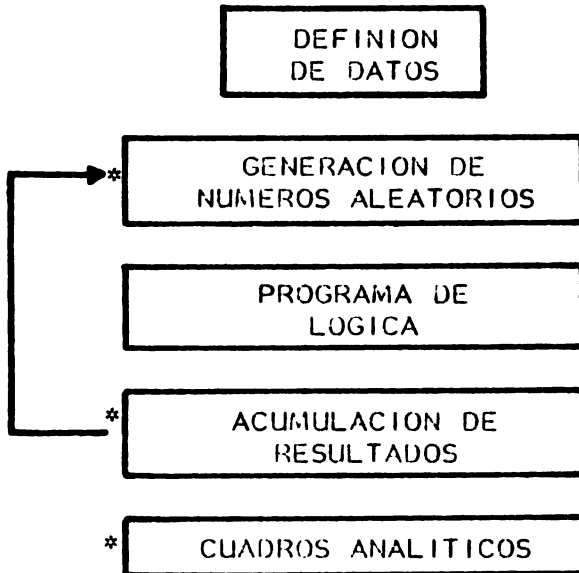 DEFINION
DE DATOS
* GENERACION DE
NUMEROS ALEATORIOS
PROGRAMA DE
LOGICA
* ACUMULACION DE
RESULTADOS
* CUADROS ANALITICOS